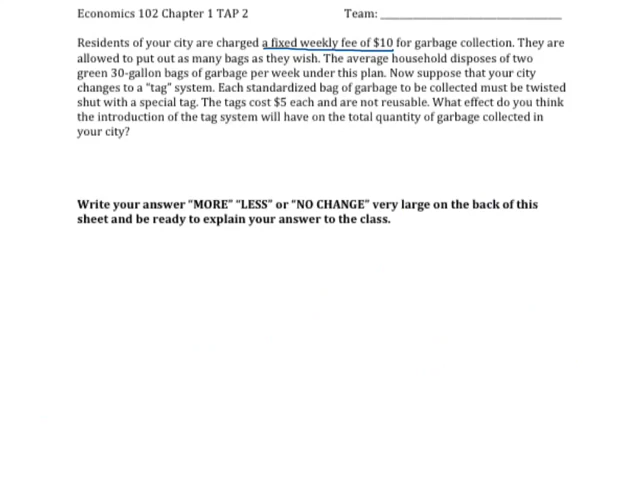 Economics 102 Chapter 1 TAP 2 Team: ______________________________
Residents of your city are charged a fixed weekly fee of $10 for garbage collection. They are
allowed to put out as many bags as they wish. The average household disposes of two
green 30-gallon bags of garbage per week under this plan. Now suppose that your city
changes to a "tag" system. Each standardized bag of garbage to be collected must be twisted
shut with a special tag. The tags cost $5 each and are not reusable. What effect do you think
the introduction of the tag system will have on the total quantity of garbage collected in
your city?
Write your answer "MORE" "LESS" or "NO CHANGE" very large on the back of this
sheet and be ready to explain your answer to the class.